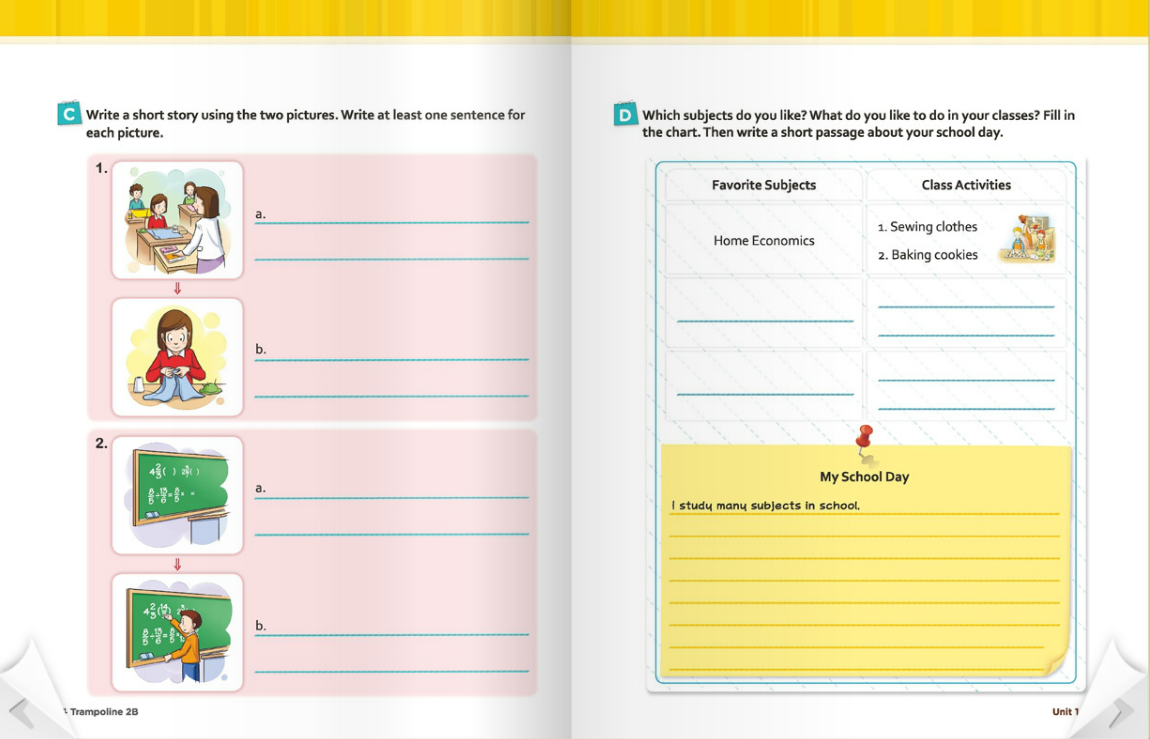 C Write a short story using the two pictures. Write at least one sentence for
each picture.
1.
a.
b.
2.
a.
b.
Trampoline 2B
D Which subjects do you like? What do you like to do in your classes? Fill in
the chart. Then write a short passage about your school day.
Favorite Subjects
Class Activities
Home Economics
1. Sewing clothes
2. Baking cookies
My School Day
I study many subjects in school.
Unit 1